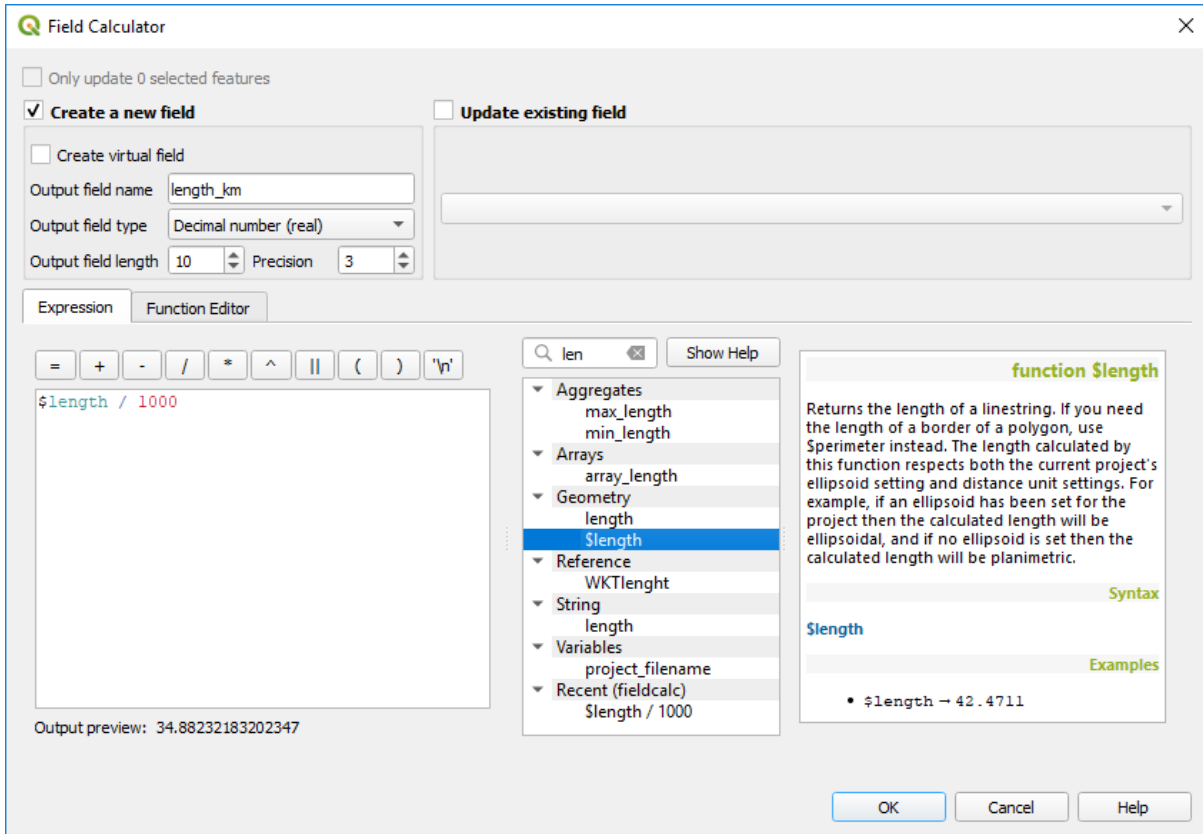 Field Calculator
Only update 0 selected features
Create a new field
Update existing field
Create virtual field
Output field name length_km
Output field type Decimal number (real)
Output field length 10 Precision 3
Expression Function Editor
= + - / * ^ || ( ) '\n'
$length / 1000
Output preview: 34.88232183202347
len Show Help
Aggregates
max_length
min_length
Arrays
array_length
Geometry
length
$length
Reference
WKTlenght
String
length
Variables
project_filename
Recent (fieldcalc)
$length / 1000
function $length
Returns the length of a linestring. If you need
the length of a border of a polygon, use
$perimeter instead. The length calculated by
this function respects both the current project's
ellipsoid setting and distance unit settings. For
example, if an ellipsoid has been set for the
project then the calculated length will be
ellipsoidal, and if no ellipsoid is set then the
calculated length will be planimetric.
Syntax
$length
Examples
• $length → 42.4711
OK Cancel Help